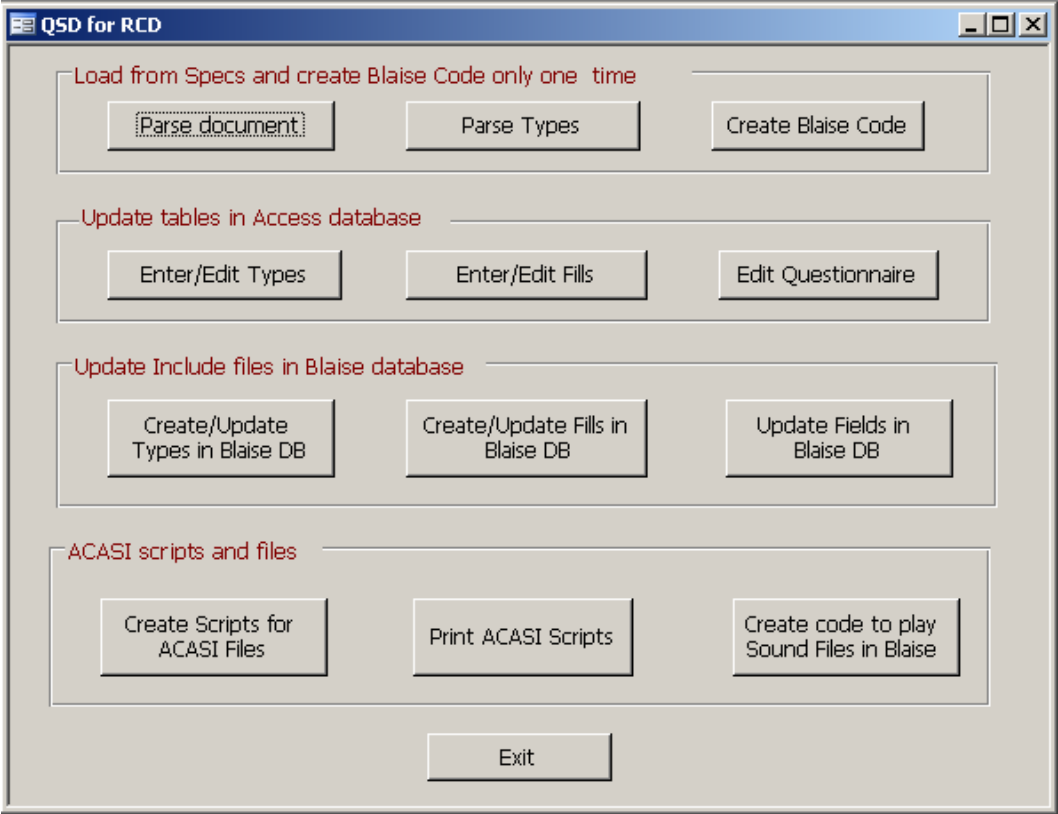 QSD for RCD
Load from Specs and create Blaise Code only one time
Parse document
Parse Types
Create Blaise Code
Update tables in Access database
Enter/Edit Types
Enter/Edit Fills
Edit Questionnaire
Update Include files in Blaise database
Create/Update
Types in Blaise DB
Create/Update Fills in
Blaise DB
Update Fields in
Blaise DB
ACASI scripts and files
Create Scripts for
ACASI Files
Print ACASI Scripts
Create code to play
Sound Files in Blaise
Exit